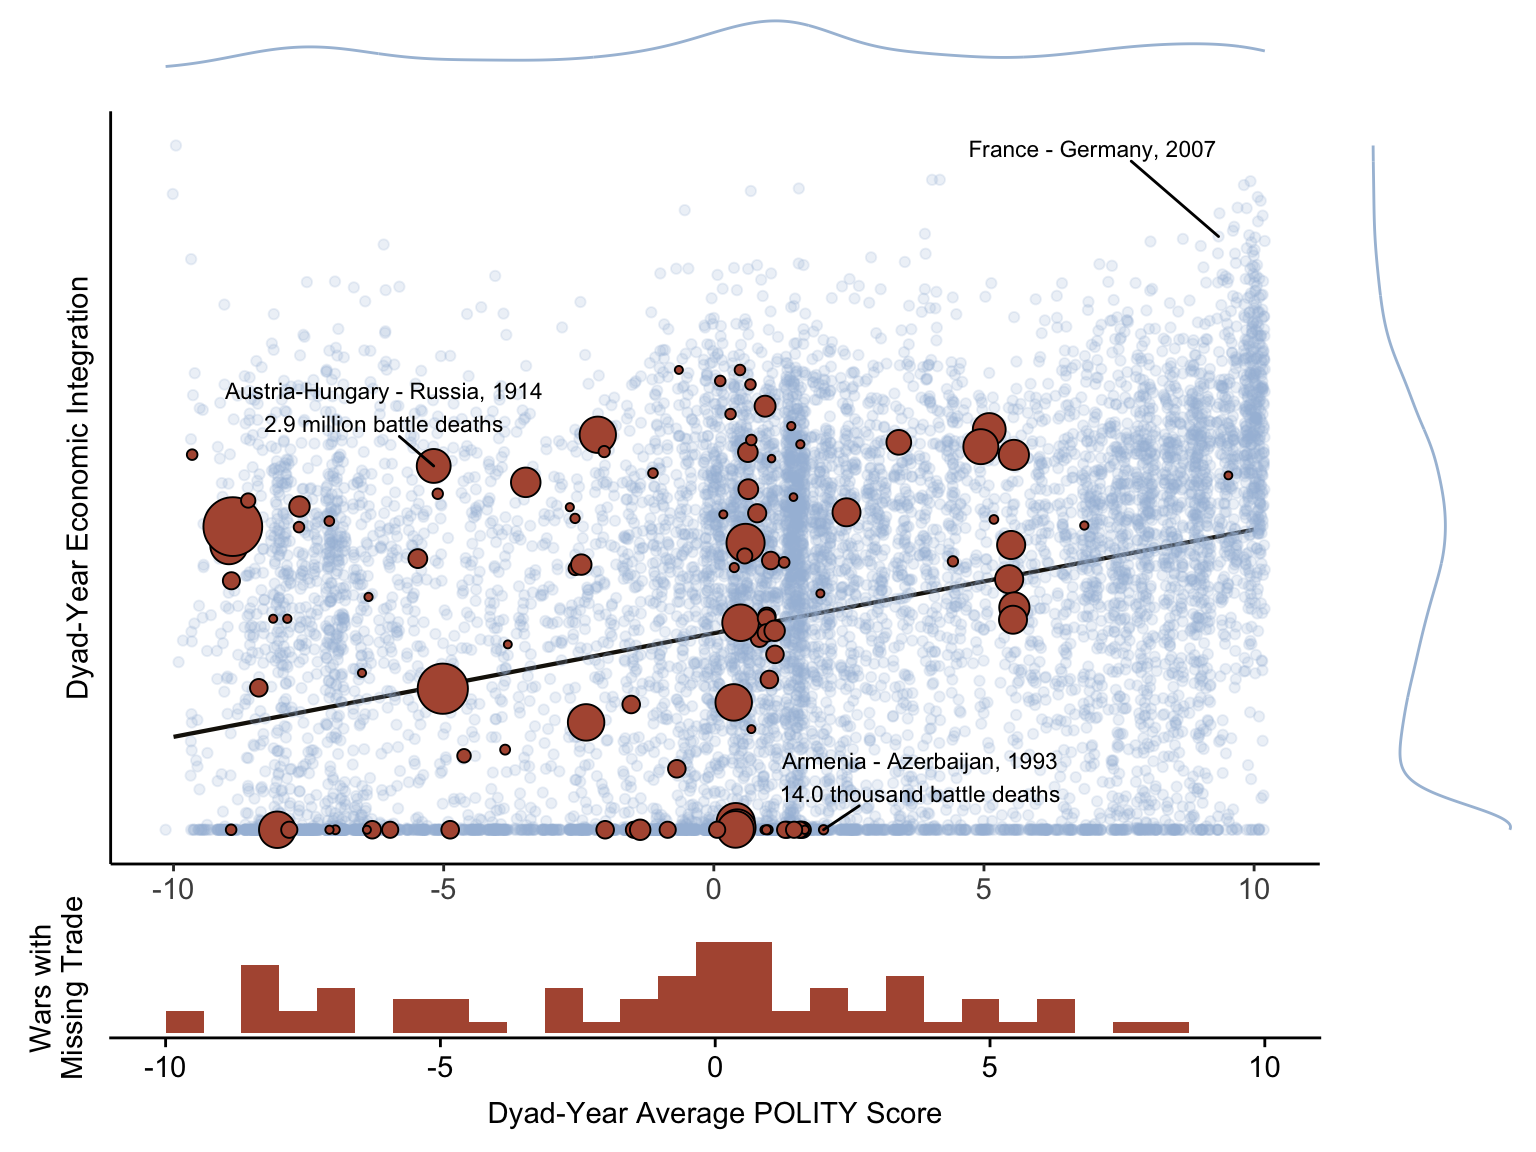 France - Germany, 2007
Austria-Hungary - Russia, 1914
2.9 million battle deaths
Armenia - Azerbaijan, 1993
14.0 thousand battle deaths
Dyad-Year Economic Integration
-10
-5
0
5
10
Wars with
Missing Trade
-10
-5
0
5
10
Dyad-Year Average POLITY Score